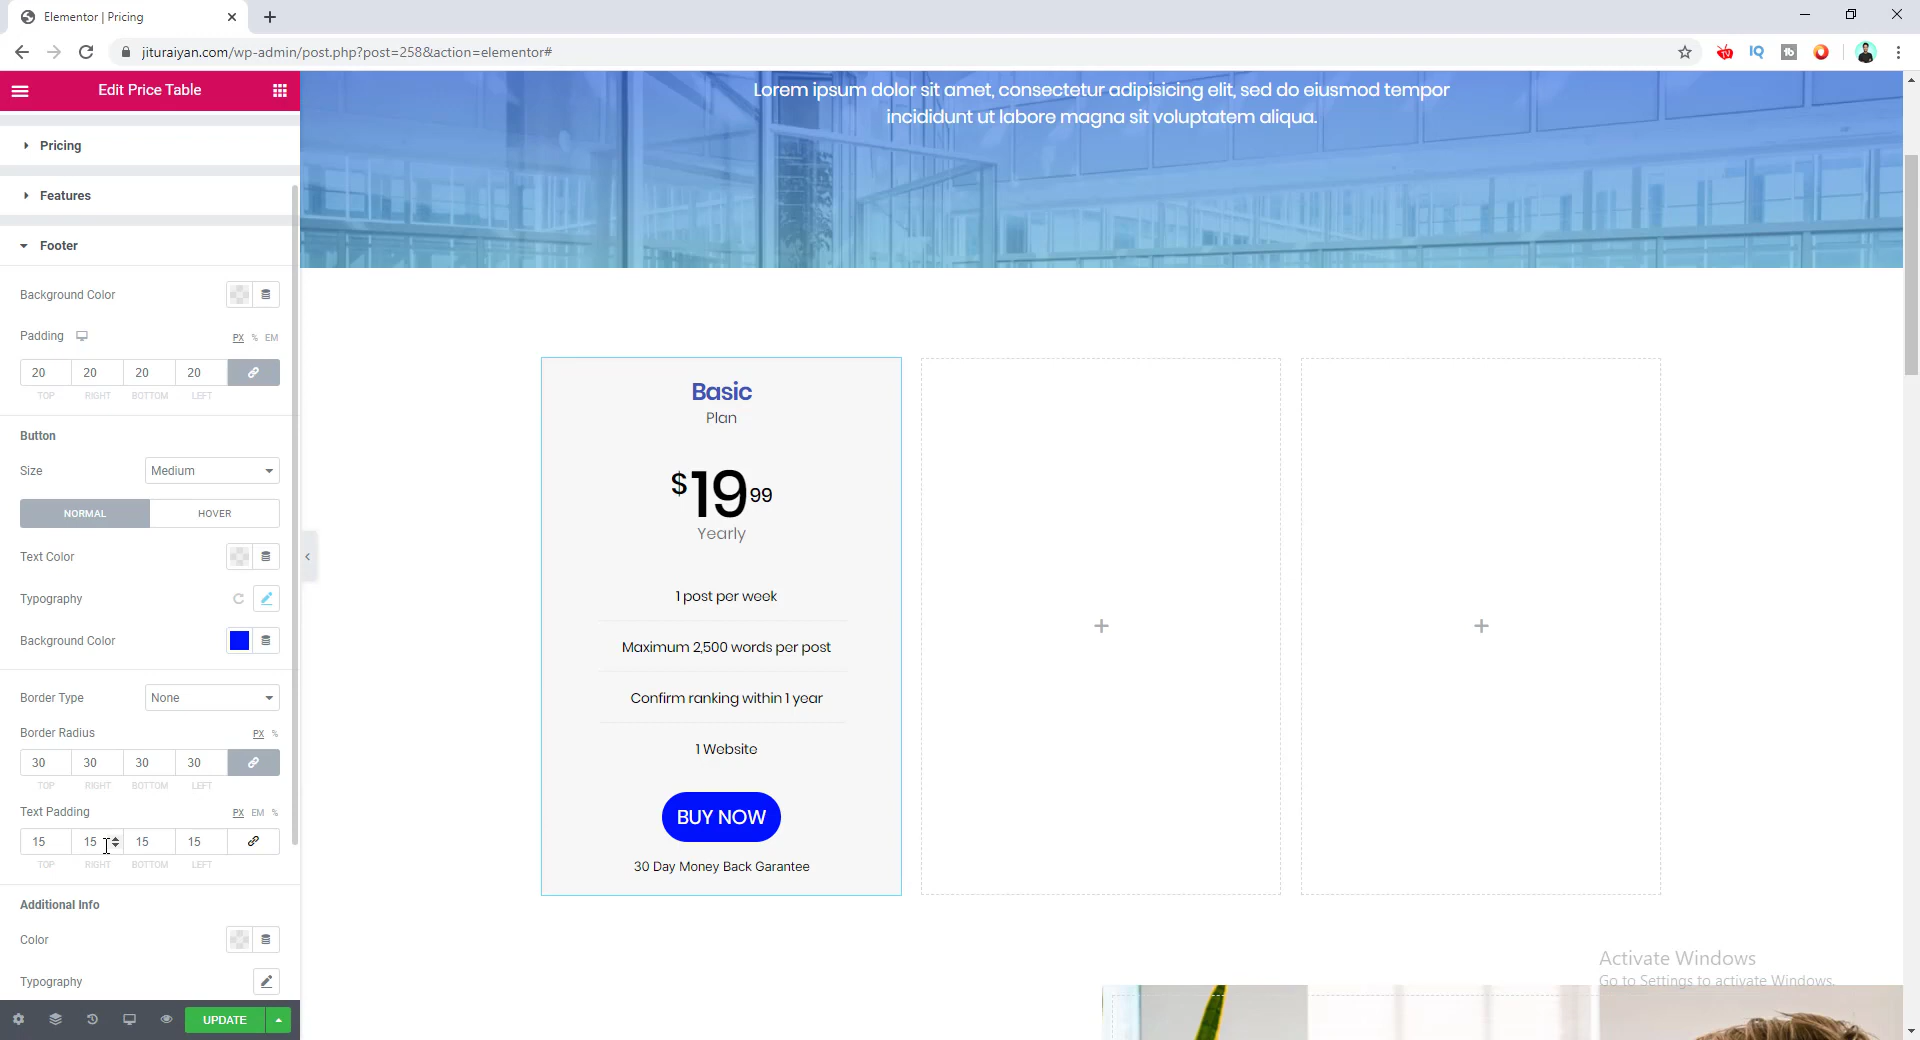 Elementor | Pricing
jituraiyan.com/wp-admin/post.php?post=258&action=elementor#
Edit Price Table
Pricing
Features
Footer
Background Color
Padding
PX % EM
20 20 20 20
TOP RIGHT BOTTOM LEFT
Button
Size Medium
NORMAL HOVER
Text Color
Typography
Background Color
Border Type None
Border Radius
PX %
30 30 30 30
TOP RIGHT BOTTOM LEFT
Text Padding
PX EM %
15 15 15 15
TOP RIGHT BOTTOM LEFT
Additional Info
Color
Typography
UPDATE
Lorem ipsum dolor sit amet, consectetur adipisicing elit, sed do eiusmod tempor
incididunt ut labore magna sit voluptatem aliqua.
Basic
Plan
$19 99
Yearly
1 post per week
Maximum 2,500 words per post
Confirm ranking within 1 year
1 Website
BUY NOW
30 Day Money Back Garantee
Activate Windows
Go to Settings to activate Windows.